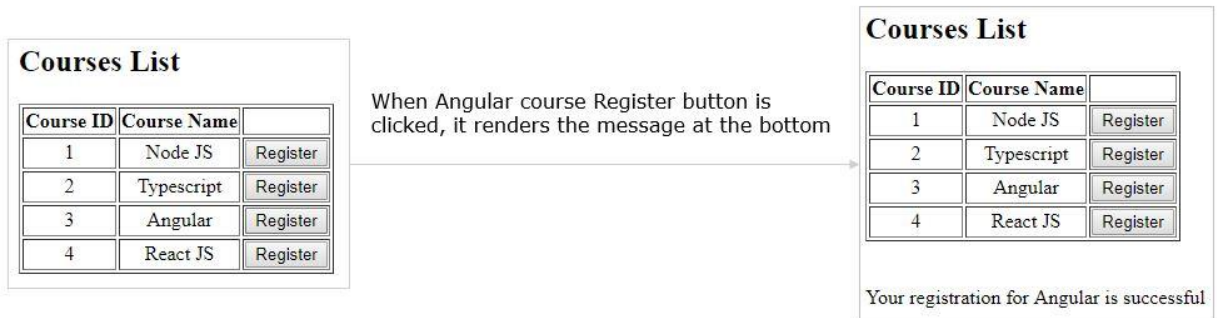 Courses List
Course ID Course Name
1 Node JS Register
2 Typescript Register
3 Angular Register
4 React JS Register
When Angular course Register button is
clicked, it renders the message at the bottom
Courses List
Course ID Course Name
1 Node JS Register
2 Typescript Register
3 Angular Register
4 React JS Register
Your registration for Angular is successful